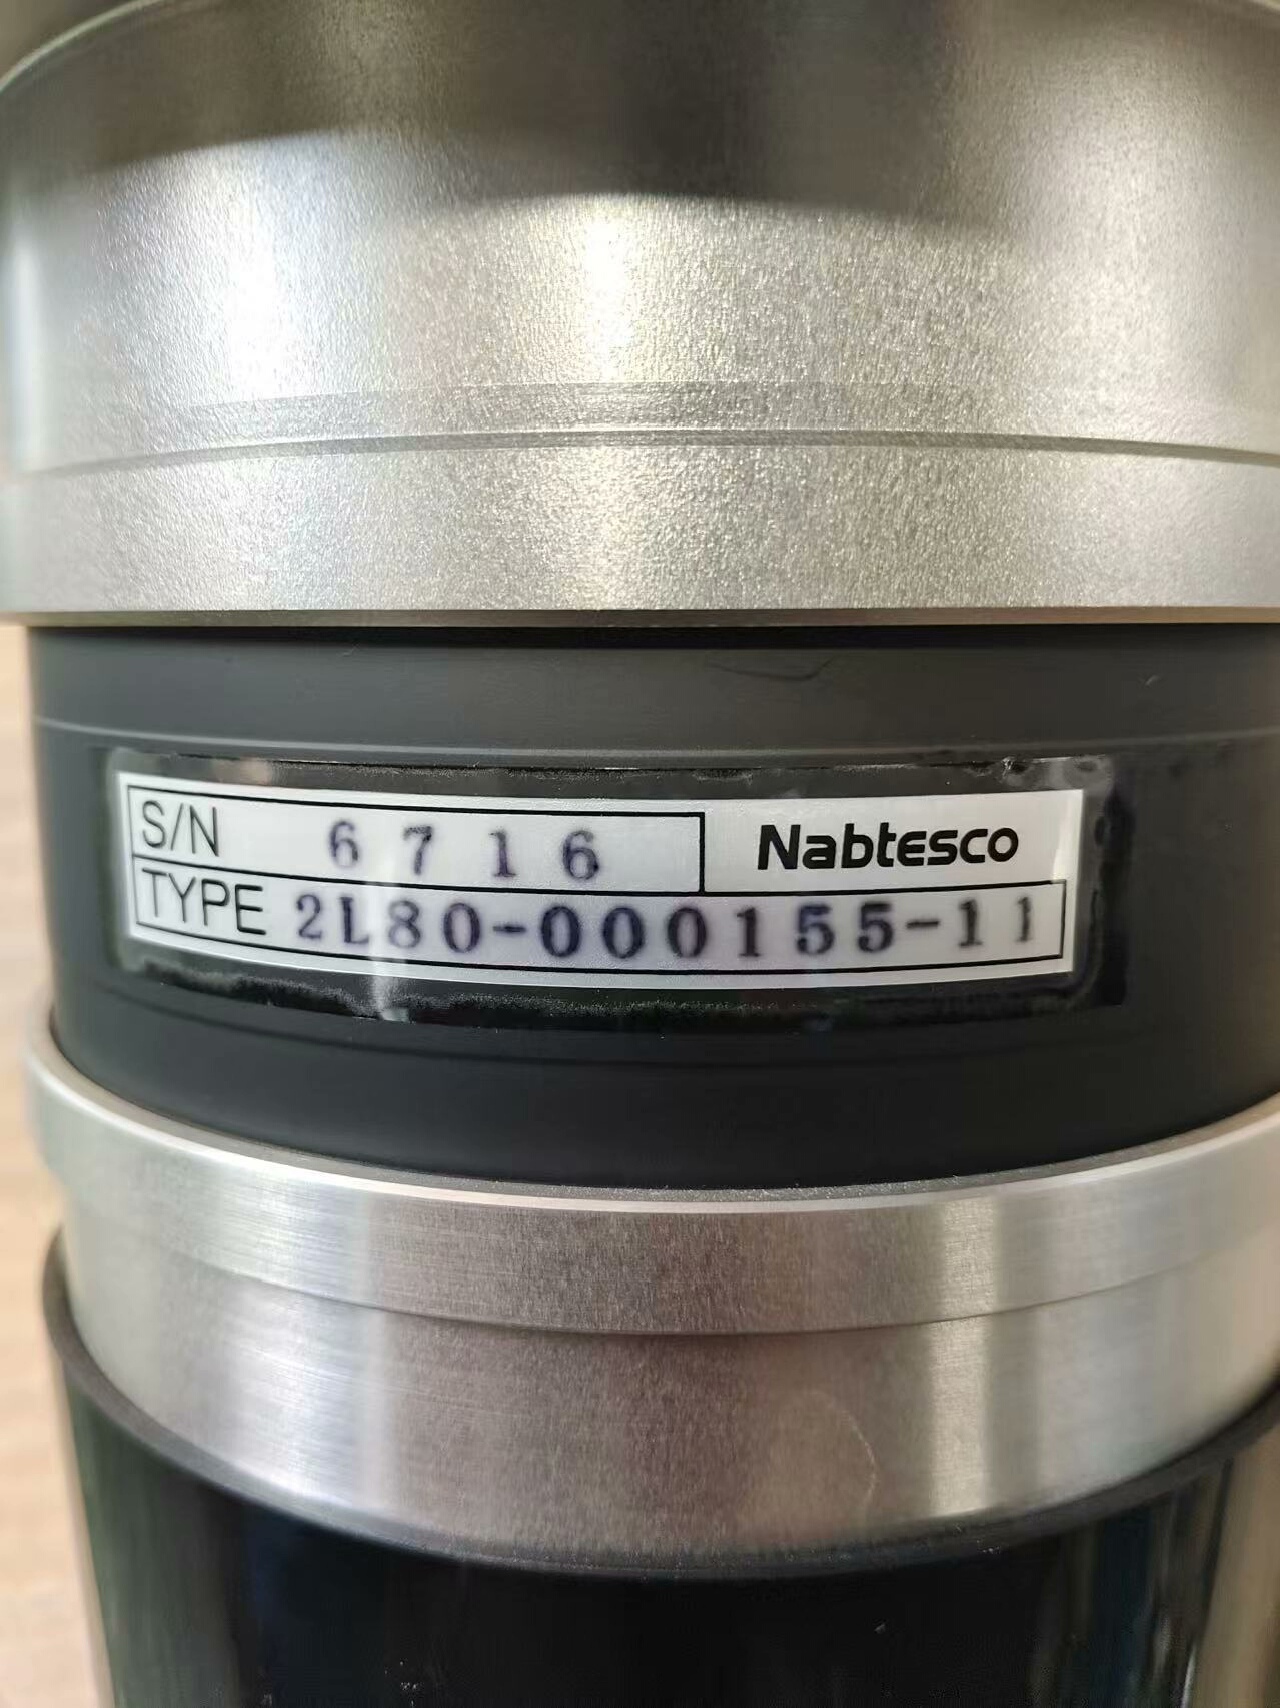 S/N 6716 Nabtesco
TYPE 2L80-000155-11